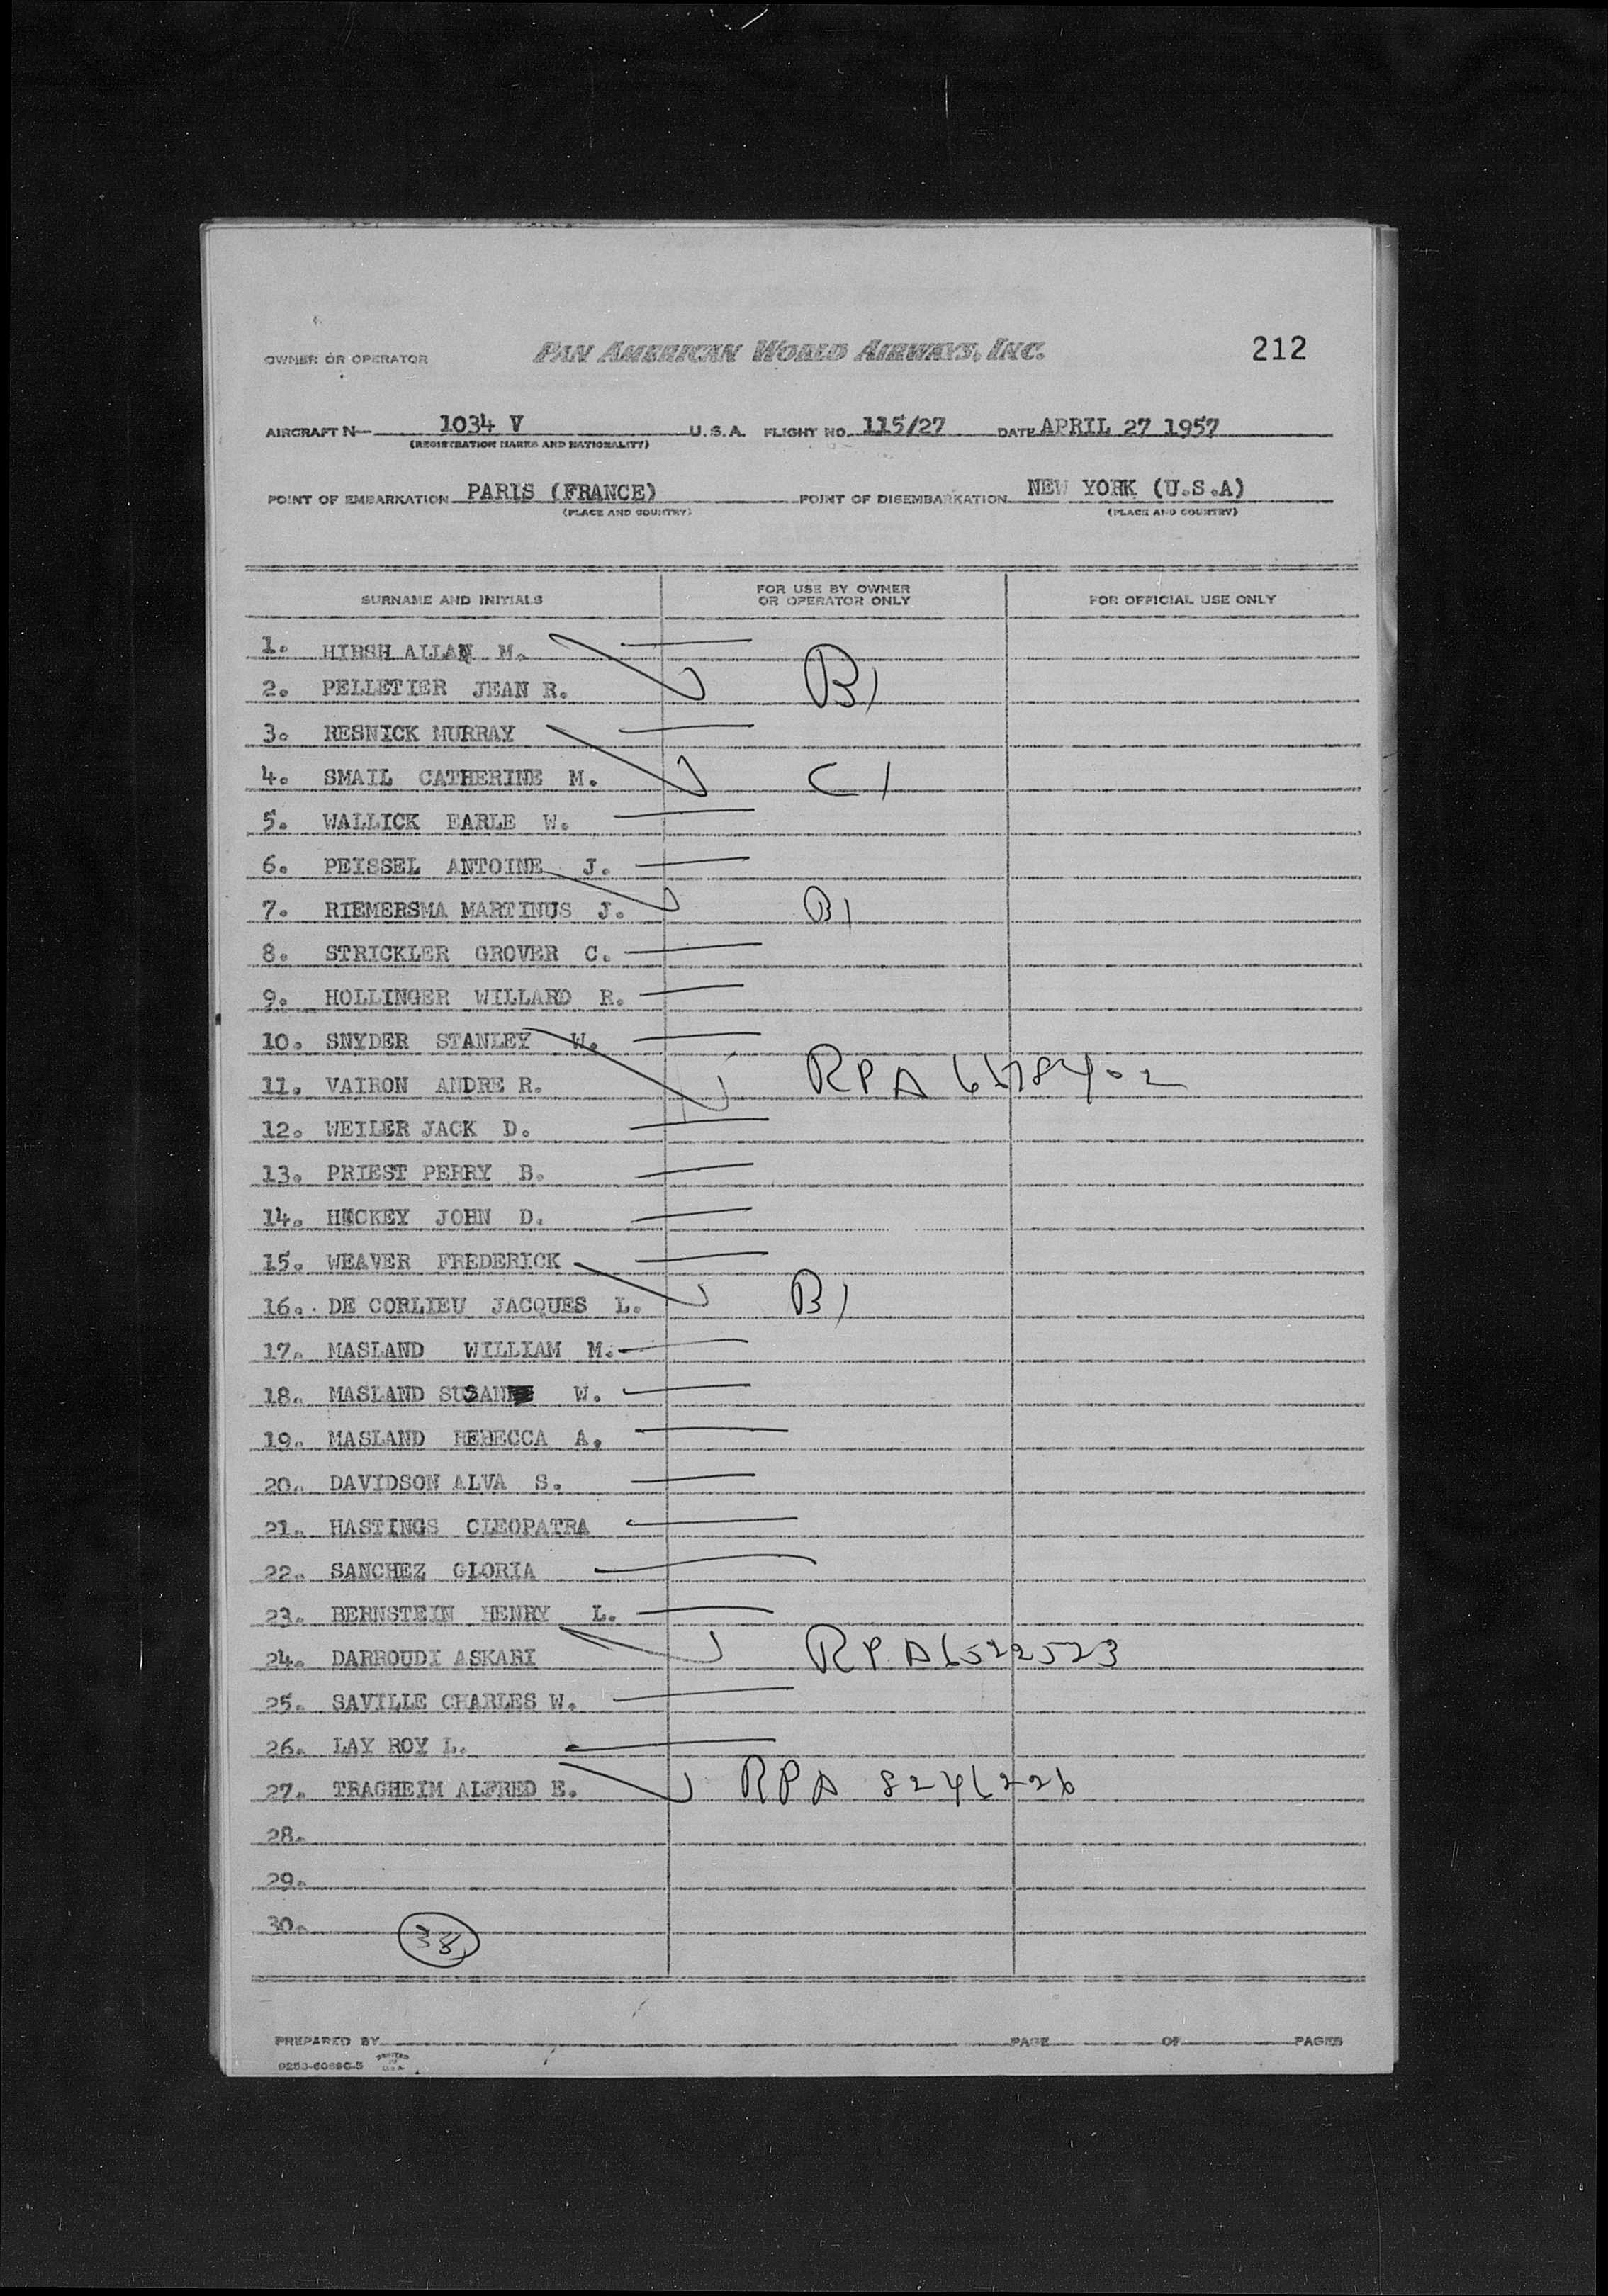 OWNER OR OPERATOR PAN AMERICAN WORLD AIRWAYS, INC. 212
AIRCRAFT N— 1034 V U.S.A. FLIGHT NO. 115/27 DATE APRIL 27 1957
(REGISTRATION MARKS AND NATIONALITY)
POINT OF EMBARKATION PARIS (FRANCE) POINT OF DISEMBARKATION NEW YORK (U.S.A)
(PLACE AND COUNTRY) (PLACE AND COUNTRY)
SURNAME AND INITIALS FOR USE BY OWNER OR OPERATOR ONLY FOR OFFICIAL USE ONLY
1. HIRSH ALLAN M.
2. PELLETIER JEAN R. B1
3. RESNICK MURRAY
4. SMAIL CATHERINE M. C1
5. WALLICK EARLE W.
6. PEISSEL ANTOINE J.
7. RIEMERSMA MARTINUS J. B1
8. STRICKLER GROVER C.
9. HOLLINGER WILLARD R.
10. SNYDER STANLEY W.
11. VAIRON ANDRE R. RPA
12. WEILER JACK D.
13. PRIEST PERRY B.
14. HICKEY JOHN D.
15. WEAVER FREDERICK
16. DE CORLIEU JACQUES L. B1
17. MASLAND WILLIAM M.
18. MASLAND SUSAN W.
19. MASLAND REBECCA A.
20. DAVIDSON ALVA S.
21. HASTINGS CLEOPATRA
22. SANCHEZ GLORIA
23. BERNSTEIN HENRY L.
24. DARROUDI ASKARI RPA 6522523
25. SAVILLE CHARLES W.
26. LAY ROY L.
27. TRAGHEIM ALFRED E. RPA
28.
29.
30.
38
PREPARED BY PAGE OF PAGES
PRINTED IN U.S.A.